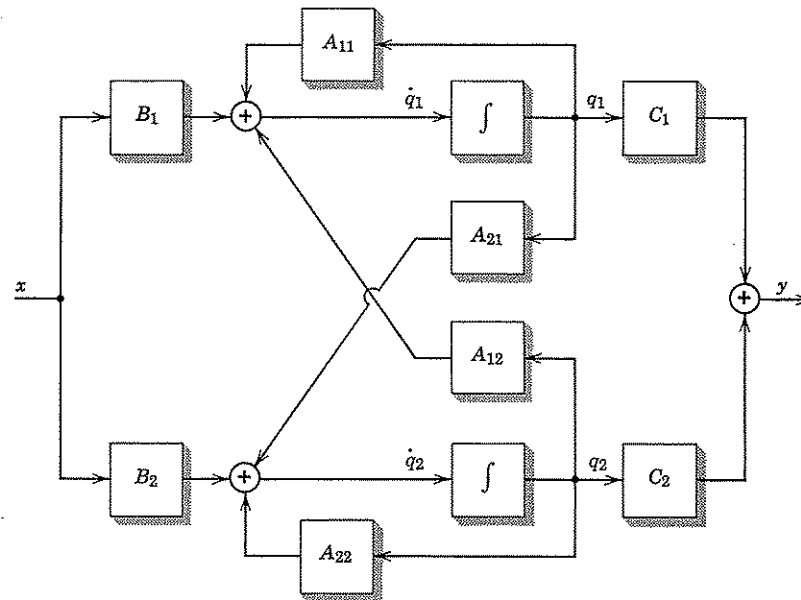 A₁₁
B₁
+
q̇₁
∫
q₁
C₁
A₂₁
x
+
y
A₁₂
B₂
+
q̇₂
∫
q₂
C₂
A₂₂